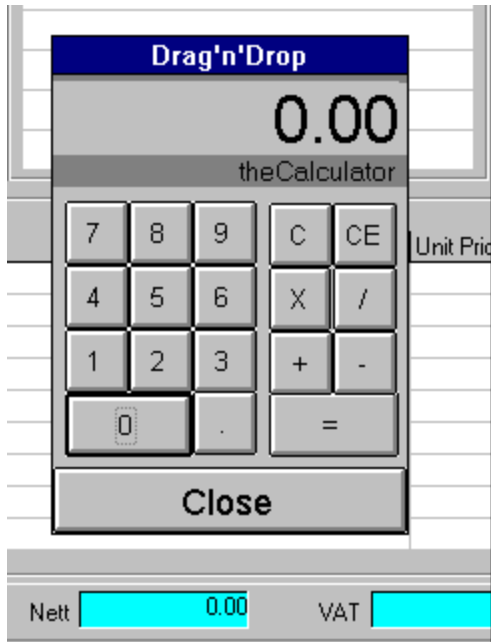 Drag'n'Drop
0.00
theCalculator
7 8 9 C CE
Unit Pric
4 5 6 X /
1 2 3 + -
0 . =
Close
Nett 0.00 VAT